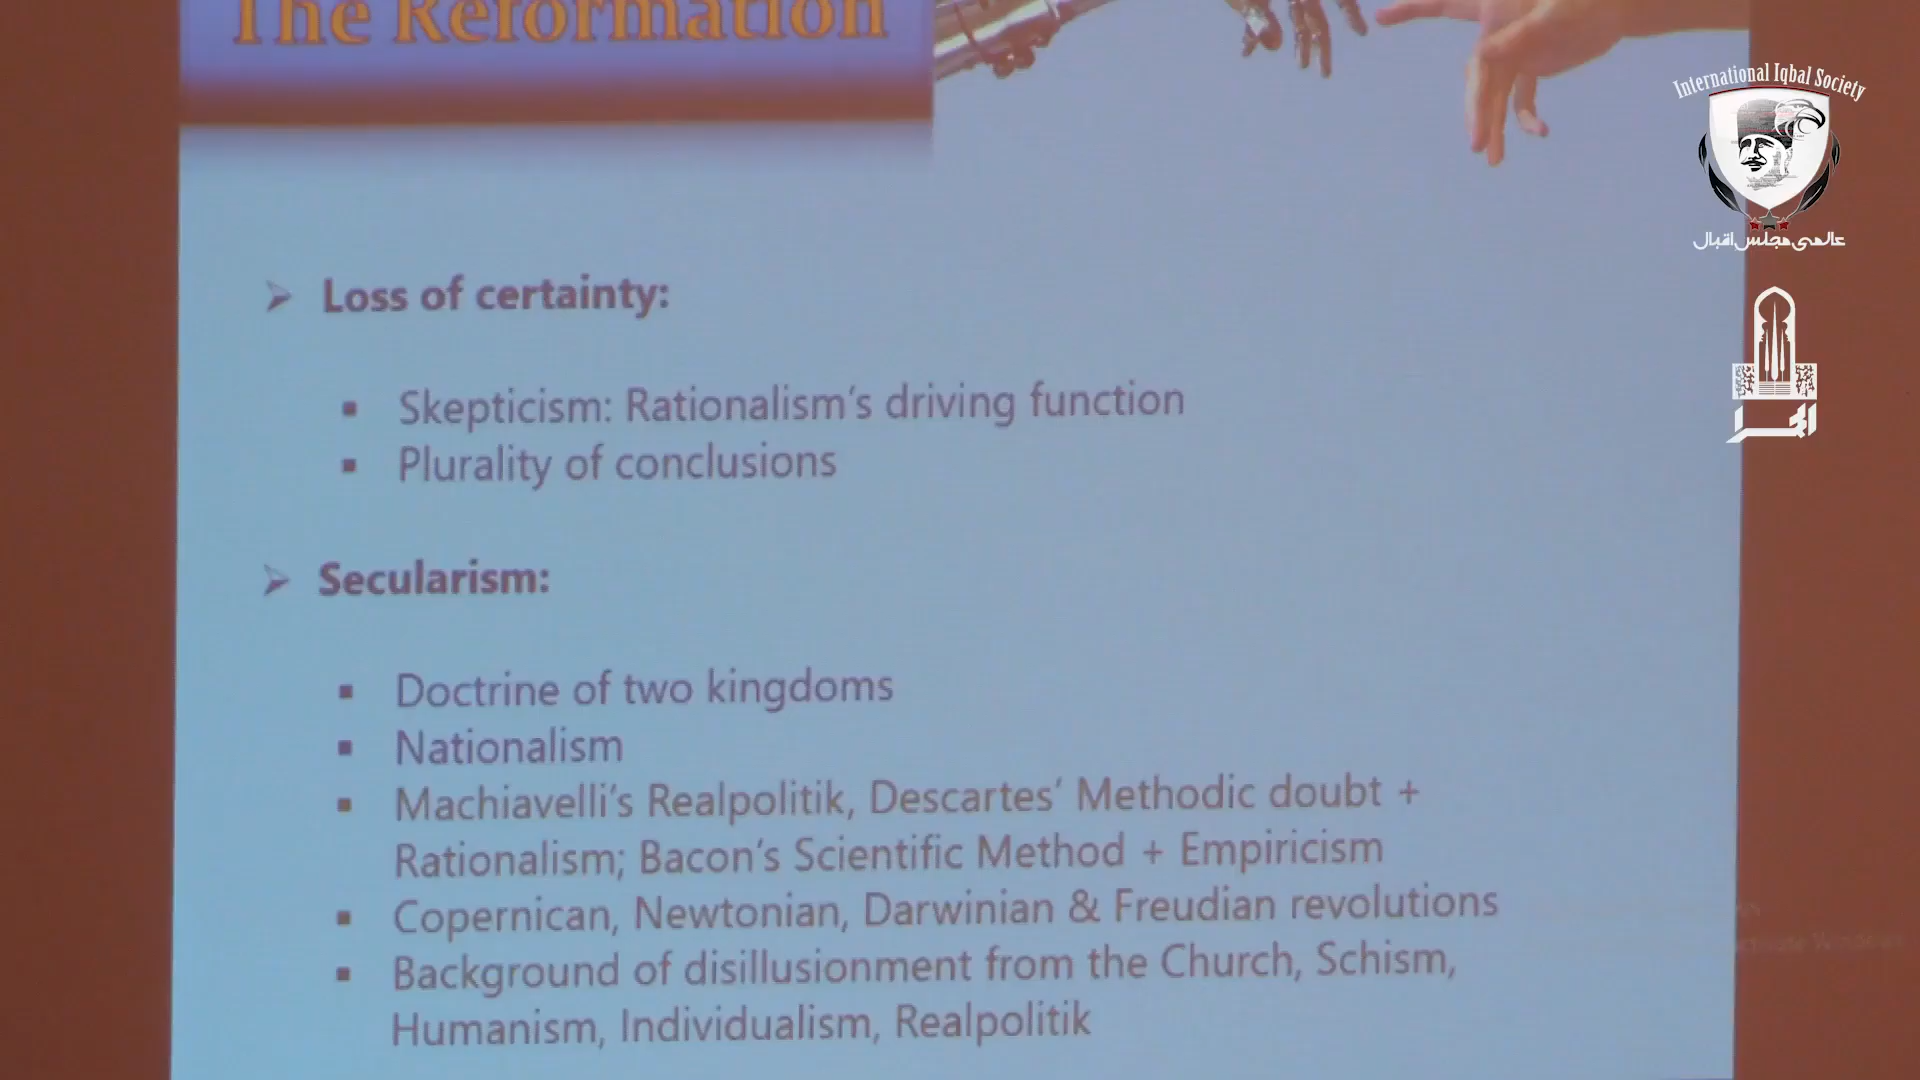 The Reformation
International Iqbal Society
عالمی مجلس اقبال
الحمرا
➢ Loss of certainty:
▪ Skepticism: Rationalism's driving function
▪ Plurality of conclusions
➢ Secularism:
▪ Doctrine of two kingdoms
▪ Nationalism
▪ Machiavelli's Realpolitik, Descartes' Methodic doubt +
Rationalism; Bacon's Scientific Method + Empiricism
▪ Copernican, Newtonian, Darwinian & Freudian revolutions
▪ Background of disillusionment from the Church, Schism,
Humanism, Individualism, Realpolitik